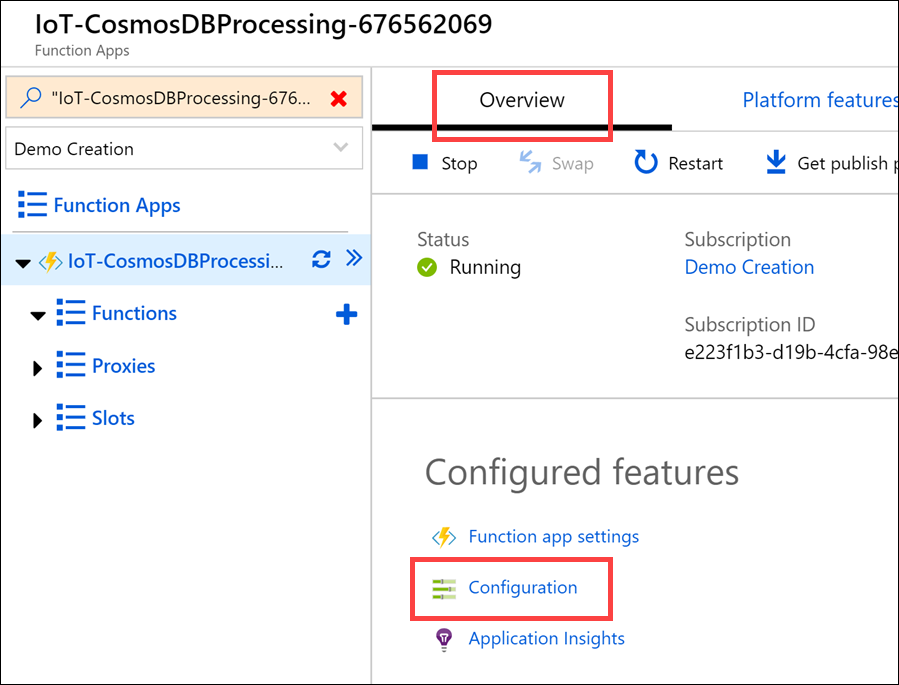 IoT-CosmosDBProcessing-676562069
Function Apps
"IoT-CosmosDBProcessing-676...
Demo Creation
Function Apps
IoT-CosmosDBProcessi...
Functions
Proxies
Slots
Overview
Platform features
Stop
Swap
Restart
Get publish p
Status
Running
Subscription
Demo Creation
Subscription ID
e223f1b3-d19b-4cfa-98e
Configured features
Function app settings
Configuration
Application Insights